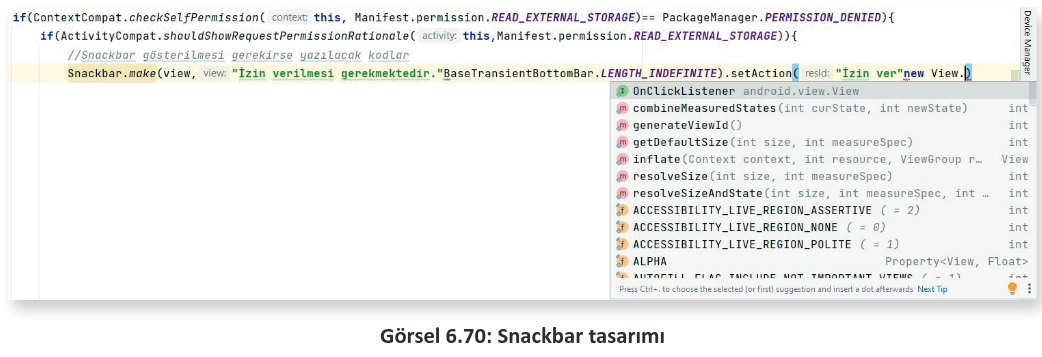 if(ContextCompat.checkSelfPermission( context: this, Manifest.permission.READ_EXTERNAL_STORAGE)== PackageManager.PERMISSION_DENIED){
if(ActivityCompat.shouldShowRequestPermissionRationale( activity: this,Manifest.permission.READ_EXTERNAL_STORAGE)){
//Snackbar gösterilmesi gerekirse yazılacak kodlar
Snackbar.make(view, view: "İzin verilmesi gerekmektedir."BaseTransientBottomBar.LENGTH_INDEFINITE).setAction( resId: "İzin ver"new View.)
Device Manager
I OnClickListener android.view.View
m combineMeasuredStates(int curState, int newState) int
m generateViewId() int
m getDefaultSize(int size, int measureSpec) int
m inflate(Context context, int resource, ViewGroup r… View
m resolveSize(int size, int measureSpec) int
m resolveSizeAndState(int size, int measureSpec, int … int
f ACCESSIBILITY_LIVE_REGION_ASSERTIVE ( = 2) int
f ACCESSIBILITY_LIVE_REGION_NONE ( = 0) int
f ACCESSIBILITY_LIVE_REGION_POLITE ( = 1) int
f ALPHA Property<View, Float>
f AUTOFILL_FLAG_INCLUDE_NOT_IMPORTANT_VIEWS ( = 1) int
Press Ctrl+. to choose the selected (or first) suggestion and insert a dot afterwards Next Tip
Görsel 6.70: Snackbar tasarımı